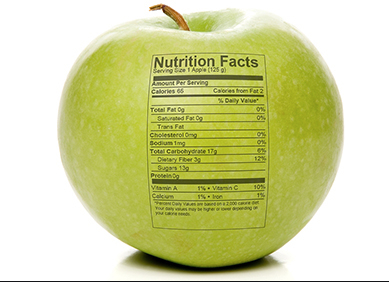 Nutrition Facts
Serving Size 1 Apple (125 g)
Amount Per Serving
Calories 65 Calories from Fat 2
% Daily Value*
Total Fat 0g 0%
Saturated Fat 0g 0%
Trans Fat
Cholesterol 0mg 0%
Sodium 1mg 0%
Total Carbohydrate 17g 6%
Dietary Fiber 3g 12%
Sugars 13g
Protein 0g
Vitamin A 1% • Vitamin C 10%
Calcium 1% • Iron 1%
*Percent Daily Values are based on a 2,000 calorie diet.
Your daily values may be higher or lower depending on
your calorie needs.